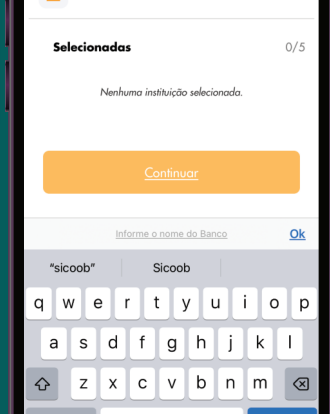 Selecionadas 0/5
Nenhuma instituição selecionada.
Continuar
Informe o nome do Banco Ok
"sicoob" Sicoob
q w e r t y u i o p
a s d f g h j k l
z x c v b n m